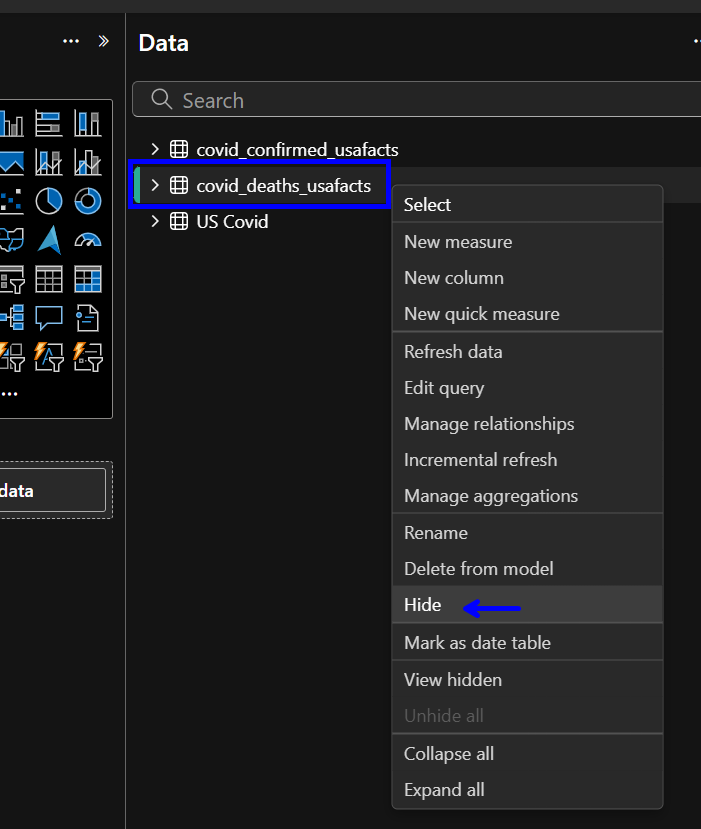 Data
Search
covid_confirmed_usafacts
covid_deaths_usafacts
US Covid
Select
New measure
New column
New quick measure
Refresh data
Edit query
Manage relationships
Incremental refresh
Manage aggregations
Rename
Delete from model
Hide
Mark as date table
View hidden
Unhide all
Collapse all
Expand all
data